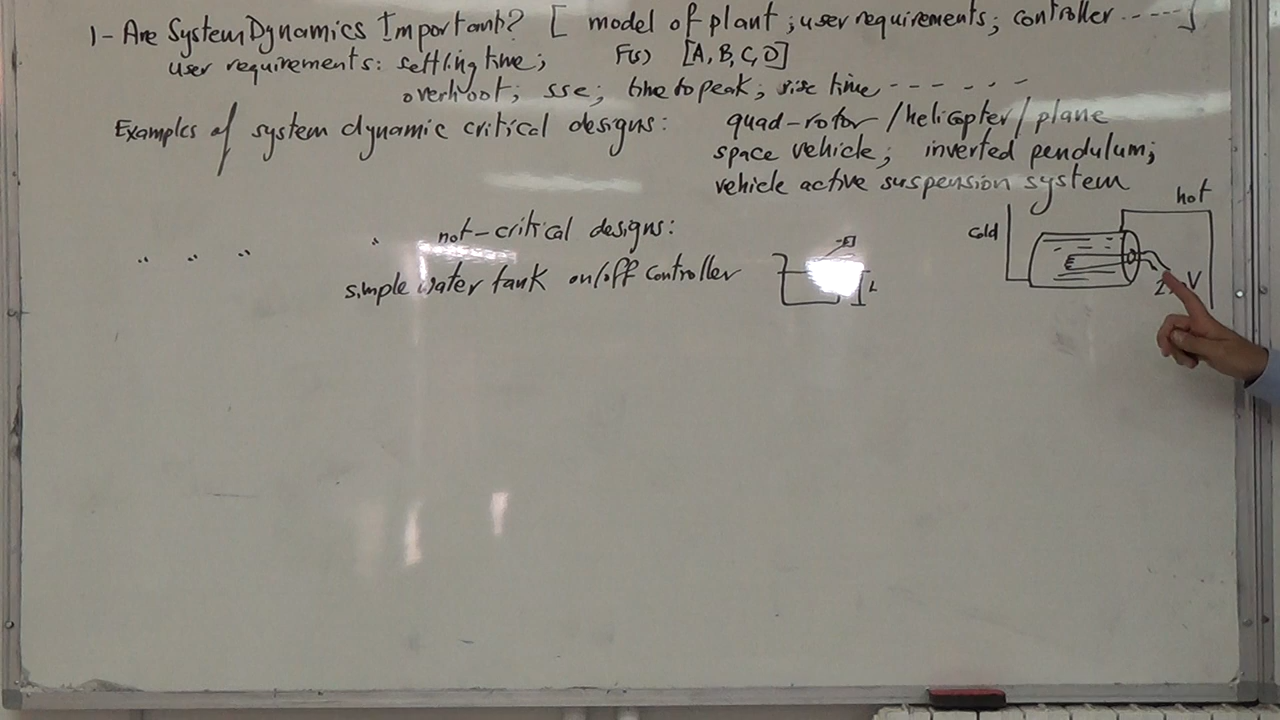 1- Are System Dynamics Important? [ model of plant ; user requirements; controller ----- ]
user requirements: settling time; F(s) [A, B, C, D]
overhoot; sse; time to peak; rise time - - - - - -
Examples of system dynamic critical designs: quad-rotor / helicopter / plane
space vehicle; inverted pendulum;
vehicle active suspension system
hot
" " " " not-critical designs:
cold
simple water tank on/off controller
L
V